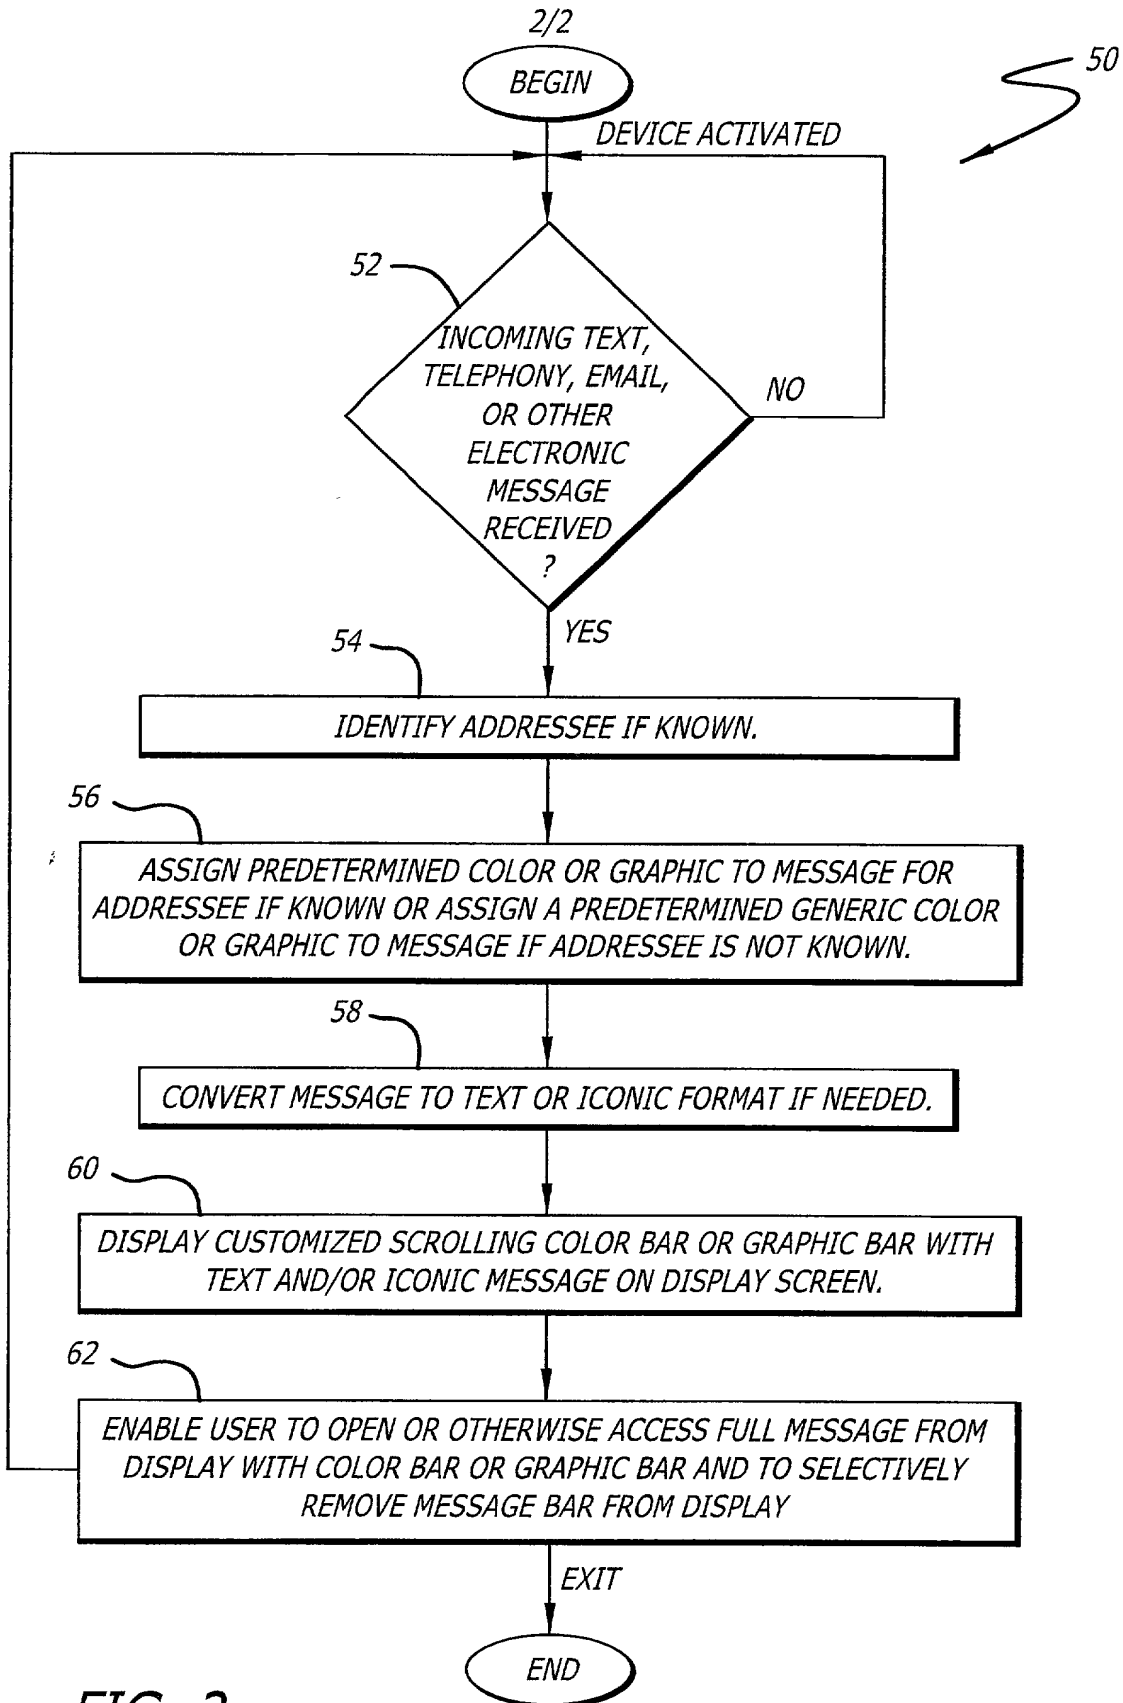 2/2
BEGIN
50
DEVICE ACTIVATED
52
INCOMING TEXT,
TELEPHONY, EMAIL,
OR OTHER
ELECTRONIC
MESSAGE
RECEIVED
?
NO
YES
54
IDENTIFY ADDRESSEE IF KNOWN.
56
ASSIGN PREDETERMINED COLOR OR GRAPHIC TO MESSAGE FOR
ADDRESSEE IF KNOWN OR ASSIGN A PREDETERMINED GENERIC COLOR
OR GRAPHIC TO MESSAGE IF ADDRESSEE IS NOT KNOWN.
58
CONVERT MESSAGE TO TEXT OR ICONIC FORMAT IF NEEDED.
60
DISPLAY CUSTOMIZED SCROLLING COLOR BAR OR GRAPHIC BAR WITH
TEXT AND/OR ICONIC MESSAGE ON DISPLAY SCREEN.
62
ENABLE USER TO OPEN OR OTHERWISE ACCESS FULL MESSAGE FROM
DISPLAY WITH COLOR BAR OR GRAPHIC BAR AND TO SELECTIVELY
REMOVE MESSAGE BAR FROM DISPLAY
EXIT
END
FIG.